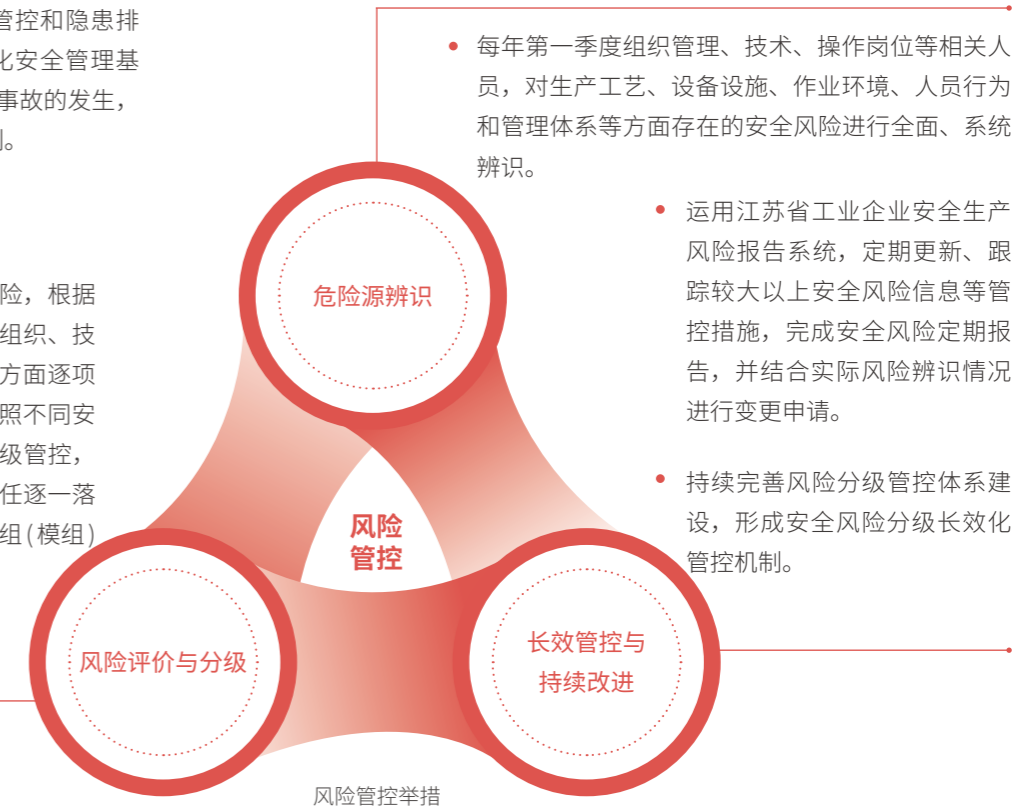 管控和隐患排
化安全管理基
事故的发生，
每年第一季度组织管理、技术、操作岗位等相关人
员，对生产工艺、设备设施、作业环境、人员行为
和管理体系等方面存在的安全风险进行全面、系统
辨识。
危险源辨识
运用江苏省工业企业安全生产
风险报告系统，定期更新、跟
踪较大以上安全风险信息等管
控措施，完成安全风险定期报
告，并结合实际风险辨识情况
进行变更申请。
持续完善风险分级管控体系建
设，形成安全风险分级长效化
管控机制。
险，根据
组织、技
方面逐项
照不同安
级管控，
任逐一落
组(模组)
风险
管控
风险评价与分级
长效管控与
持续改进
风险管控举措